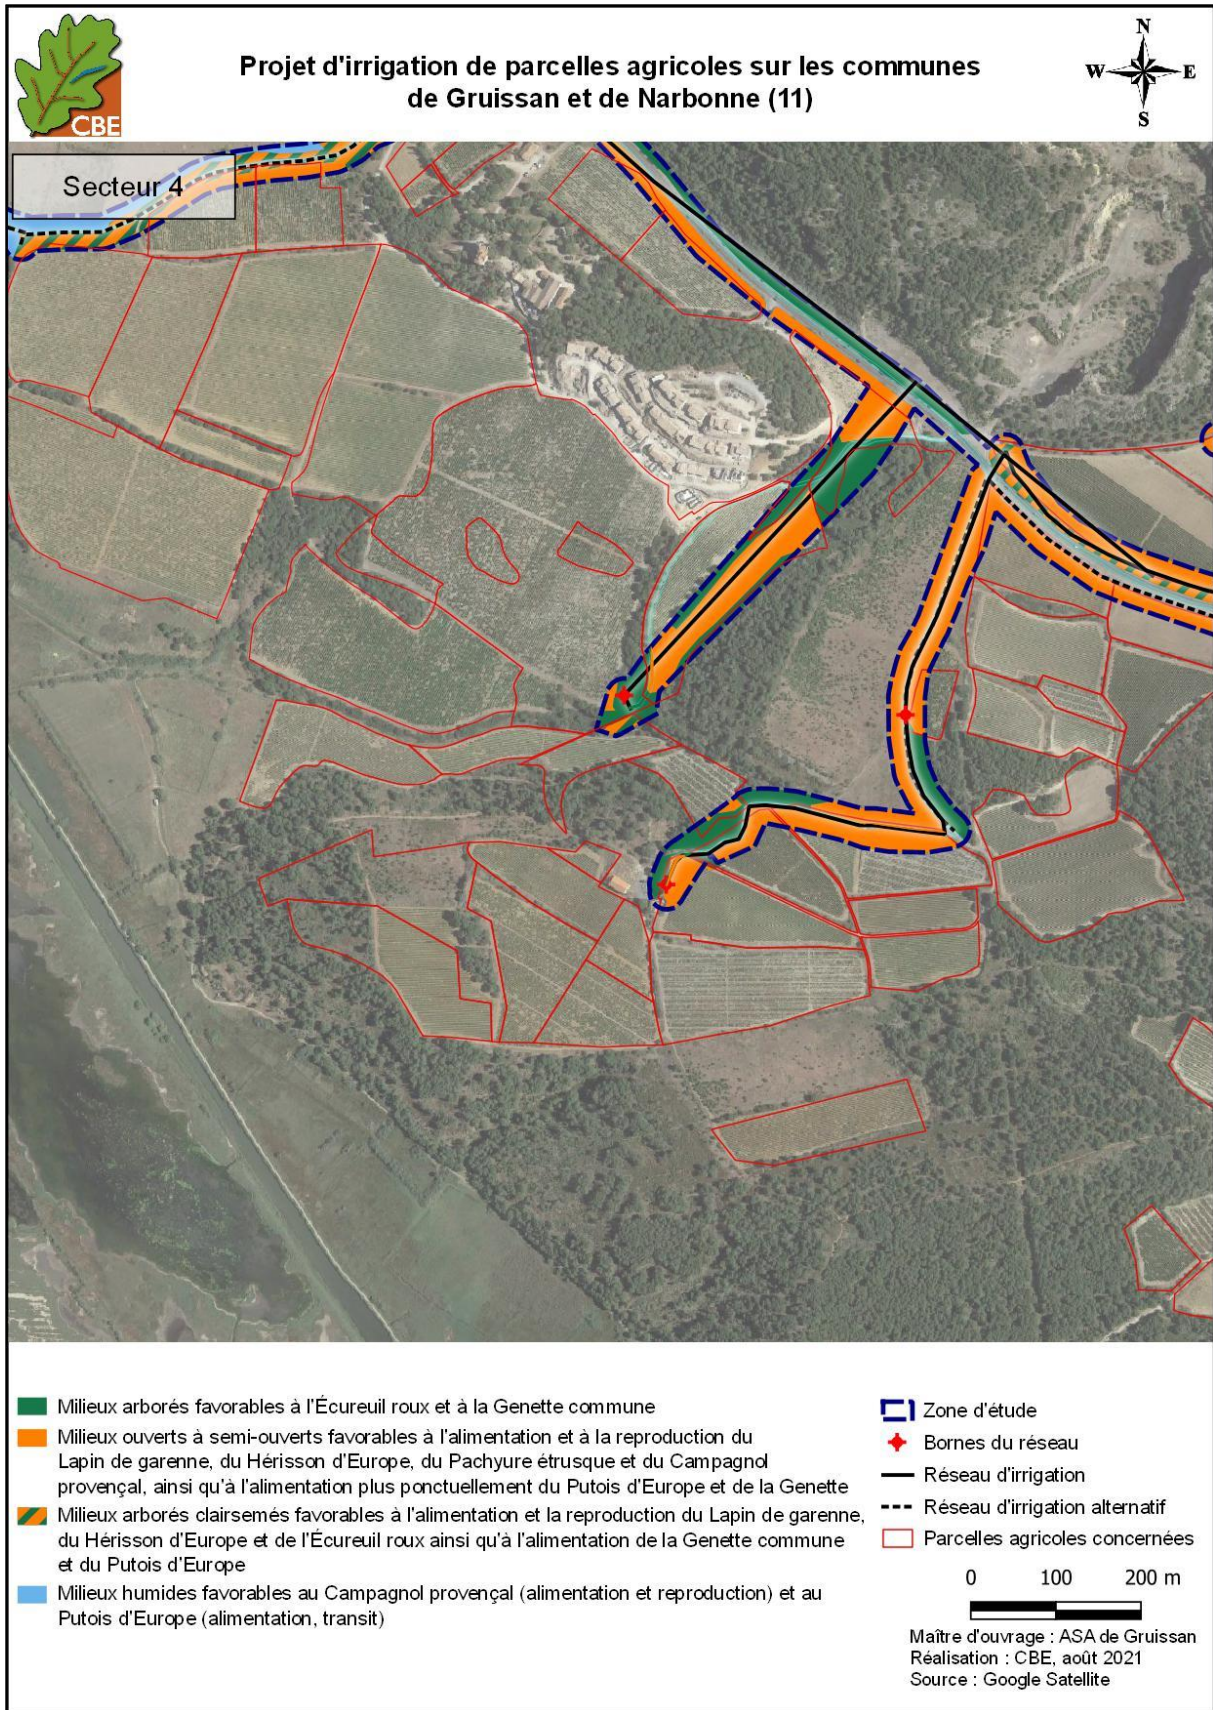 CBE
Projet d'irrigation de parcelles agricoles sur les communes
de Gruissan et de Narbonne (11)
N
W E
S
Secteur 4
Milieux arborés favorables à l'Écureuil roux et à la Genette commune
Milieux ouverts à semi-ouverts favorables à l'alimentation et à la reproduction du
Lapin de garenne, du Hérisson d'Europe, du Pachyure étrusque et du Campagnol
provençal, ainsi qu'à l'alimentation plus ponctuellement du Putois d'Europe et de la Genette
Milieux arborés clairsemés favorables à l'alimentation et la reproduction du Lapin de garenne,
du Hérisson d'Europe et de l'Écureuil roux ainsi qu'à l'alimentation de la Genette commune
et du Putois d'Europe
Milieux humides favorables au Campagnol provençal (alimentation et reproduction) et au
Putois d'Europe (alimentation, transit)
Zone d'étude
Bornes du réseau
Réseau d'irrigation
Réseau d'irrigation alternatif
Parcelles agricoles concernées
0 100 200 m
Maître d'ouvrage : ASA de Gruissan
Réalisation : CBE, août 2021
Source : Google Satellite